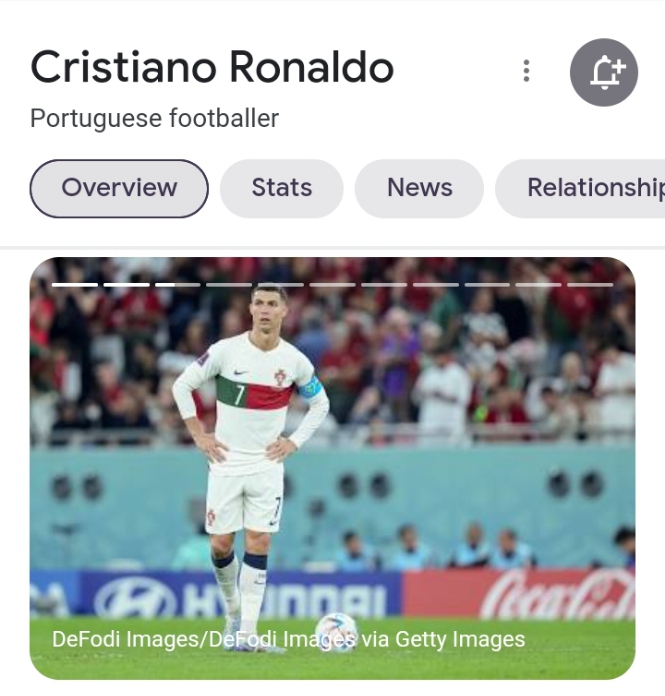 Cristiano Ronaldo
Portuguese footballer
Overview
Stats
News
Relationship
7
7
HYUNDAI
Coca-Cola
DeFodi Images/DeFodi Images via Getty Images